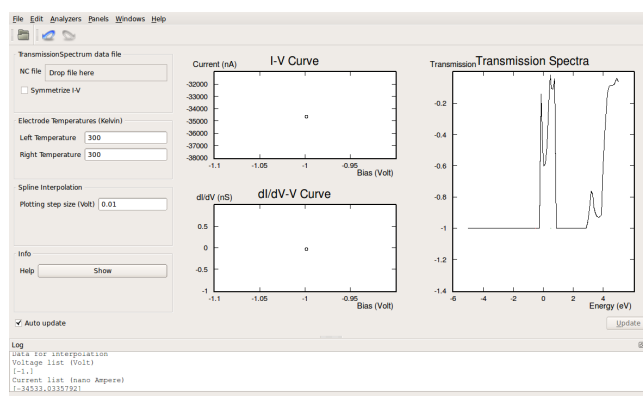 File Edit Analyzers Panels Windows Help
TransmissionSpectrum data file
NC file Drop file here
Symmetrize I-V
Electrode Temperatures (Kelvin)
Left Temperature 300
Right Temperature 300
Spline Interpolation
Plotting step size (Volt) 0.01
Info
Help Show
Auto update
Current (nA) I-V Curve
-32000
-33000
-34000
-35000
-36000
-37000
-38000
-1.1 -1.05 -1 -0.95
Bias (Volt)
dI/dV (nS) dI/dV-V Curve
0.5
0
-0.5
-1
-1.1 -1.05 -1 -0.95
Bias (Volt)
Transmission Transmission Spectra
-0.2
-0.4
-0.6
-0.8
-1
-1.2
-1.4
-6 -4 -2 0 2 4
Energy (eV)
Update
Log
Data for interpolation
Voltage list (Volt)
[-1.]
Current list (nano Ampere)
[-34533.0335792]